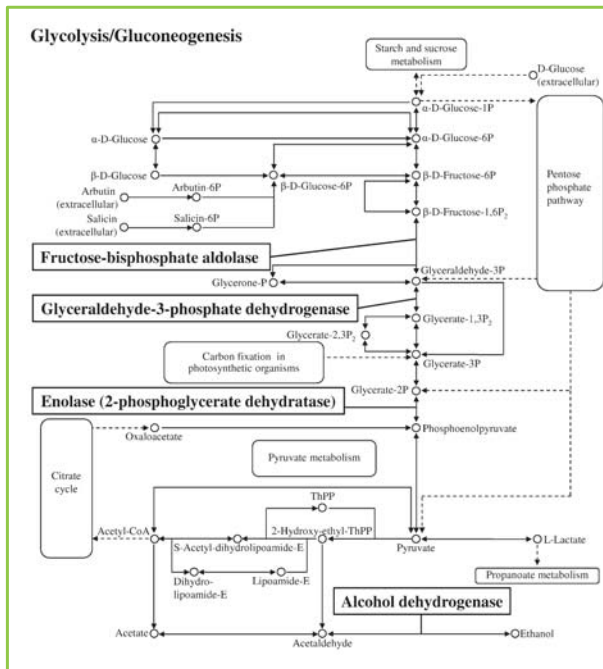 Glycolysis/Gluconeogenesis
Starch and sucrose
metabolism
D-Glucose
(extracellular)
α-D-Glucose-1P
α-D-Glucose
α-D-Glucose-6P
β-D-Glucose
β-D-Glucose-6P
β-D-Fructose-6P
Pentose
phosphate
pathway
Arbutin
(extracellular)
Arbutin-6P
Salicin
(extracellular)
Salicin-6P
β-D-Fructose-1,6P₂
Fructose-bisphosphate aldolase
Glycerone-P
Glyceraldehyde-3P
Glyceraldehyde-3-phosphate dehydrogenase
Glycerate-1,3P₂
Glycerate-2,3P₂
Carbon fixation in
photosynthetic organisms
Glycerate-3P
Glycerate-2P
Enolase (2-phosphoglycerate dehydratase)
Oxaloacetate
Phosphoenolpyruvate
Citrate
cycle
Pyruvate metabolism
ThPP
Acetyl-CoA
2-Hydroxy-ethyl-ThPP
S-Acetyl-dihydrolipoamide-E
Pyruvate
L-Lactate
Dihydro-
lipoamide-E
Lipoamide-E
Propanoate metabolism
Alcohol dehydrogenase
Acetate
Acetaldehyde
Ethanol